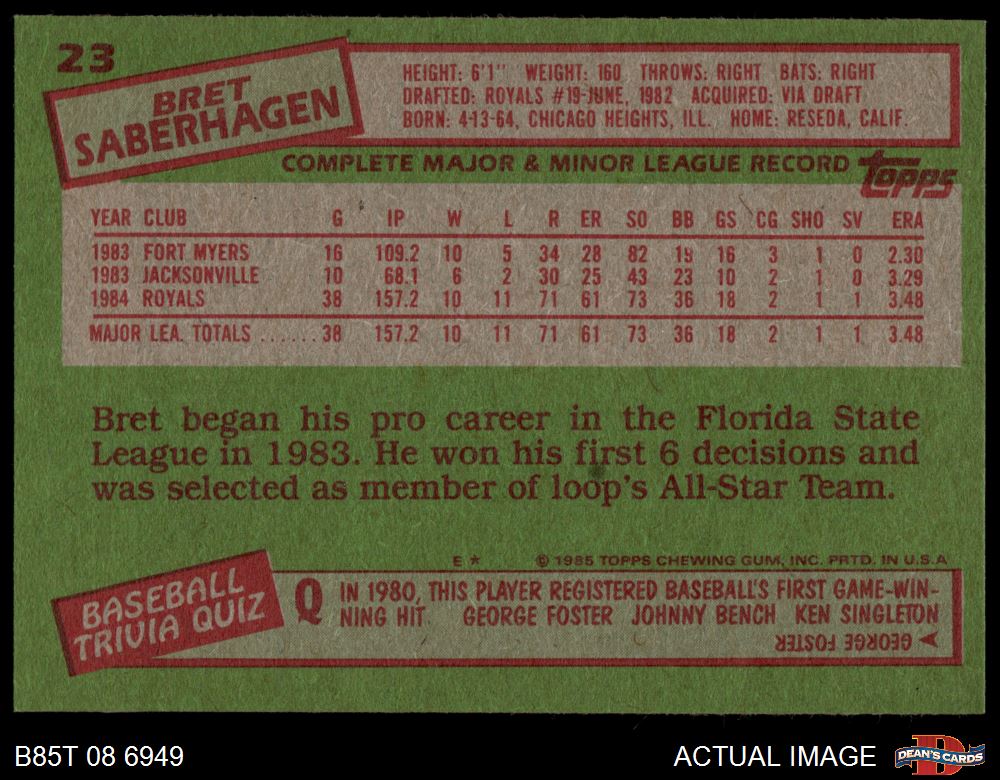 23
BRET
SABERHAGEN
HEIGHT: 6'1" WEIGHT: 160 THROWS: RIGHT BATS: RIGHT
DRAFTED: ROYALS #19-JUNE, 1982 ACQUIRED: VIA DRAFT
BORN: 4-13-64, CHICAGO HEIGHTS, ILL. HOME: RESEDA, CALIF.
COMPLETE MAJOR & MINOR LEAGUE RECORD
Topps
YEAR CLUB G IP W L R ER SO BB GS CG SHO SV ERA
1983 FORT MYERS 16 109.2 10 5 34 28 82 19 16 3 1 0 2.30
1983 JACKSONVILLE 10 68.1 6 2 30 25 43 23 10 2 1 0 3.29
1984 ROYALS 38 157.2 10 11 71 61 73 36 18 2 1 1 3.48
MAJOR LEA. TOTALS ......38 157.2 10 11 71 61 73 36 18 2 1 1 3.48
Bret began his pro career in the Florida State
League in 1983. He won his first 6 decisions and
was selected as member of loop's All-Star Team.
E * © 1985 TOPPS CHEWING GUM, INC. PRTD. IN U.S.A
BASEBALL
TRIVIA QUIZ
Q IN 1980, THIS PLAYER REGISTERED BASEBALL'S FIRST GAME-WIN-
NING HIT. GEORGE FOSTER JOHNNY BENCH KEN SINGLETON
GEORGE FOSTER
B85T 08 6949
ACTUAL IMAGE
D
DEAN'S CARDS